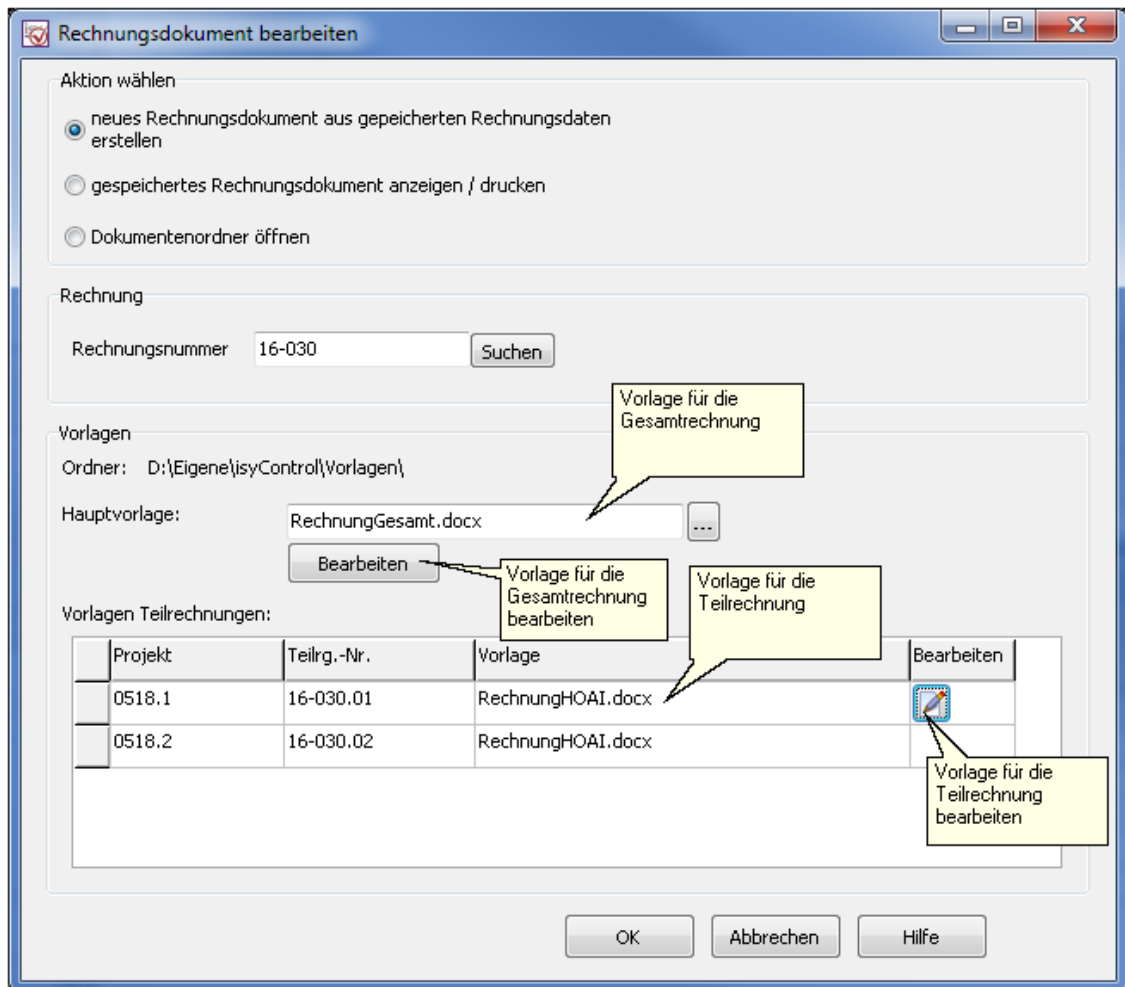 Rechnungsdokument bearbeiten
Aktion wählen
neues Rechnungsdokument aus gepeicherten Rechnungsdaten
erstellen
gespeichertes Rechnungsdokument anzeigen / drucken
Dokumentenordner öffnen
Rechnung
Rechnungsnummer 16-030 Suchen
Vorlage für die
Gesamtrechnung
Vorlagen
Ordner: D:\Eigene\isyControl\Vorlagen\
Hauptvorlage: RechnungGesamt.docx ...
Bearbeiten
Vorlage für die
Gesamtrechnung
bearbeiten
Vorlage für die
Teilrechnung
Vorlagen Teilrechnungen:
Projekt Teilrg.-Nr. Vorlage Bearbeiten
0518.1 16-030.01 RechnungHOAI.docx
0518.2 16-030.02 RechnungHOAI.docx
Vorlage für die
Teilrechnung
bearbeiten
OK Abbrechen Hilfe